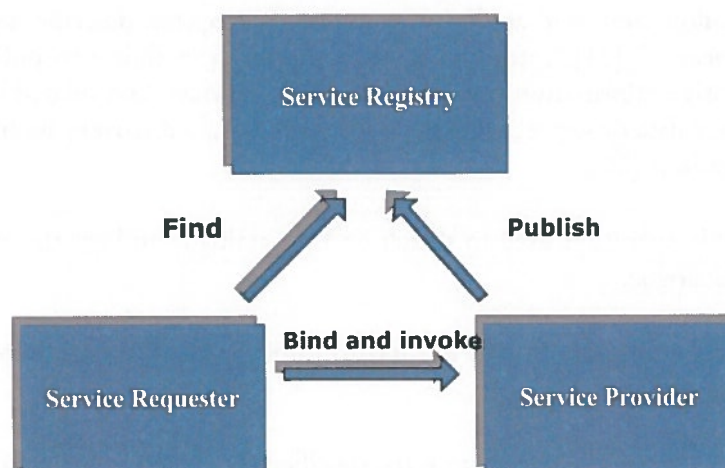 Service Registry
Find
Publish
Bind and invoke
Service Requester
Service Provider